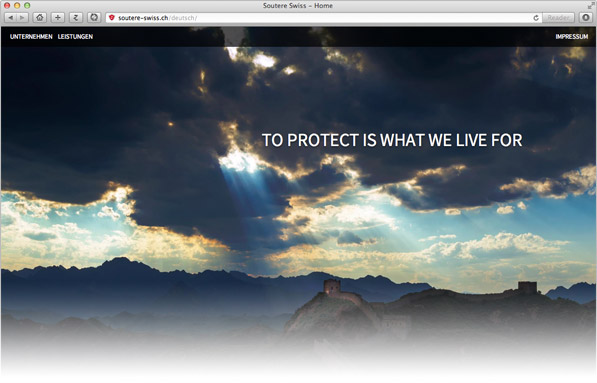 Soutere Swiss – Home
soutere-swiss.ch/deutsch/
Reader
UNTERNEHMEN LEISTUNGEN IMPRESSUM
TO PROTECT IS WHAT WE LIVE FOR